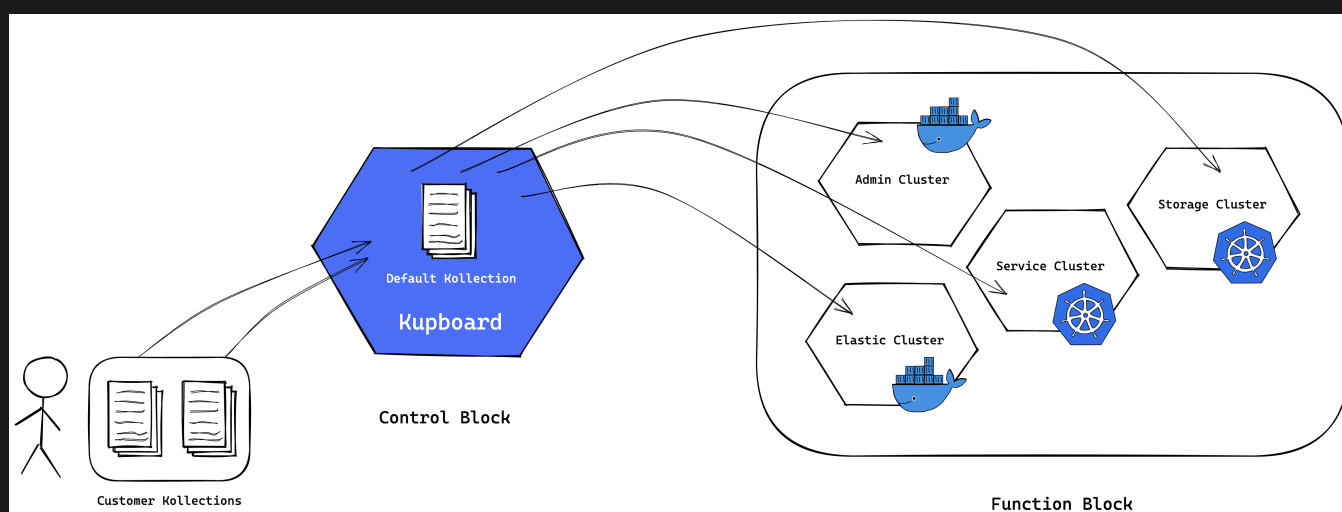 Admin Cluster
Storage Cluster
Service Cluster
Default Kollection
Kupboard
Elastic Cluster
Control Block
Customer Kollections
Function Block